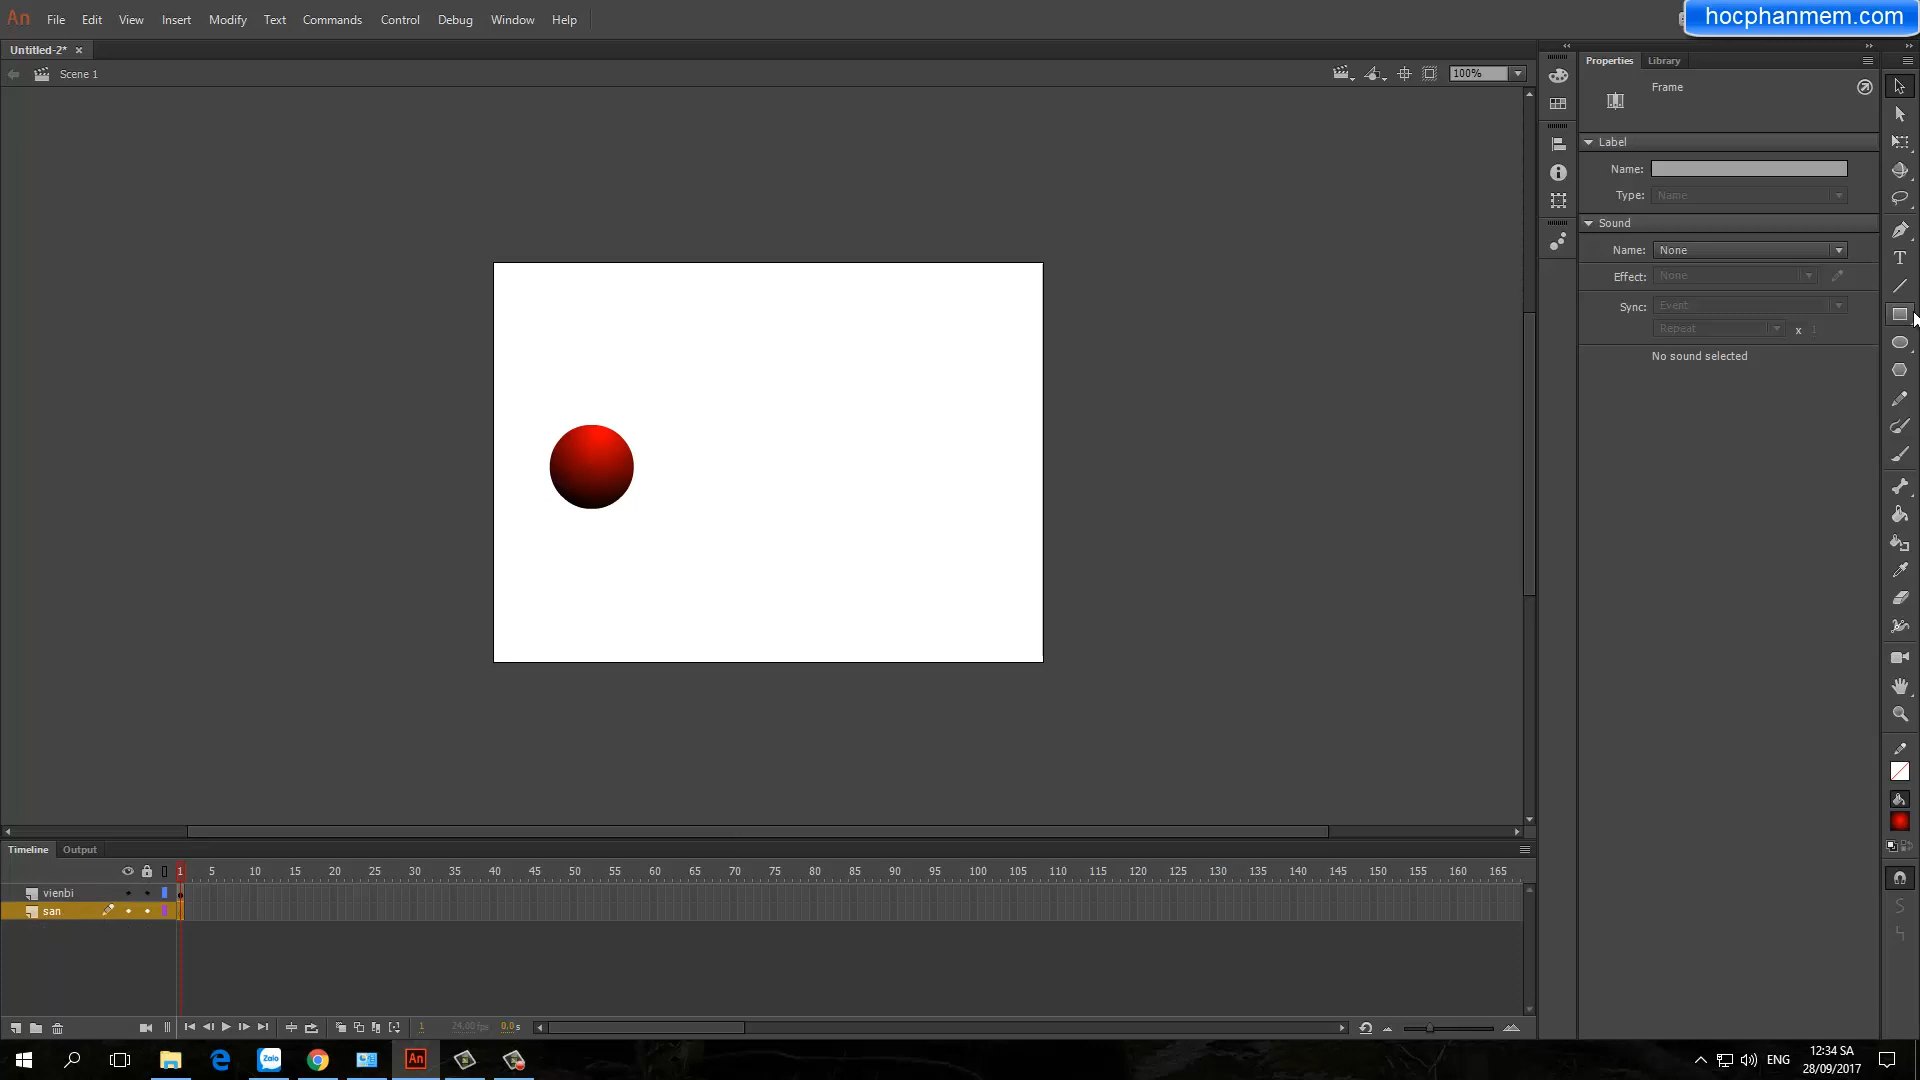 An File Edit View Insert Modify Text Commands Control Debug Window Help
hocphanmem.com
Untitled-2* ×
Scene 1
100%
Properties Library
Frame
Label
Name:
Type: Name
Sound
Name: None
Effect: None
Sync: Event
Repeat x 1
No sound selected
T
Timeline Output
1 5 10 15 20 25 30 35 40 45 50 55 60 65 70 75 80 85 90 95 100 105 110 115 120 125 130 135 140 145 150 155 160 165
vienbi
san
1 24.00 fps 0.0 s
Zalo An ENG
12:34 SA
28/09/2017